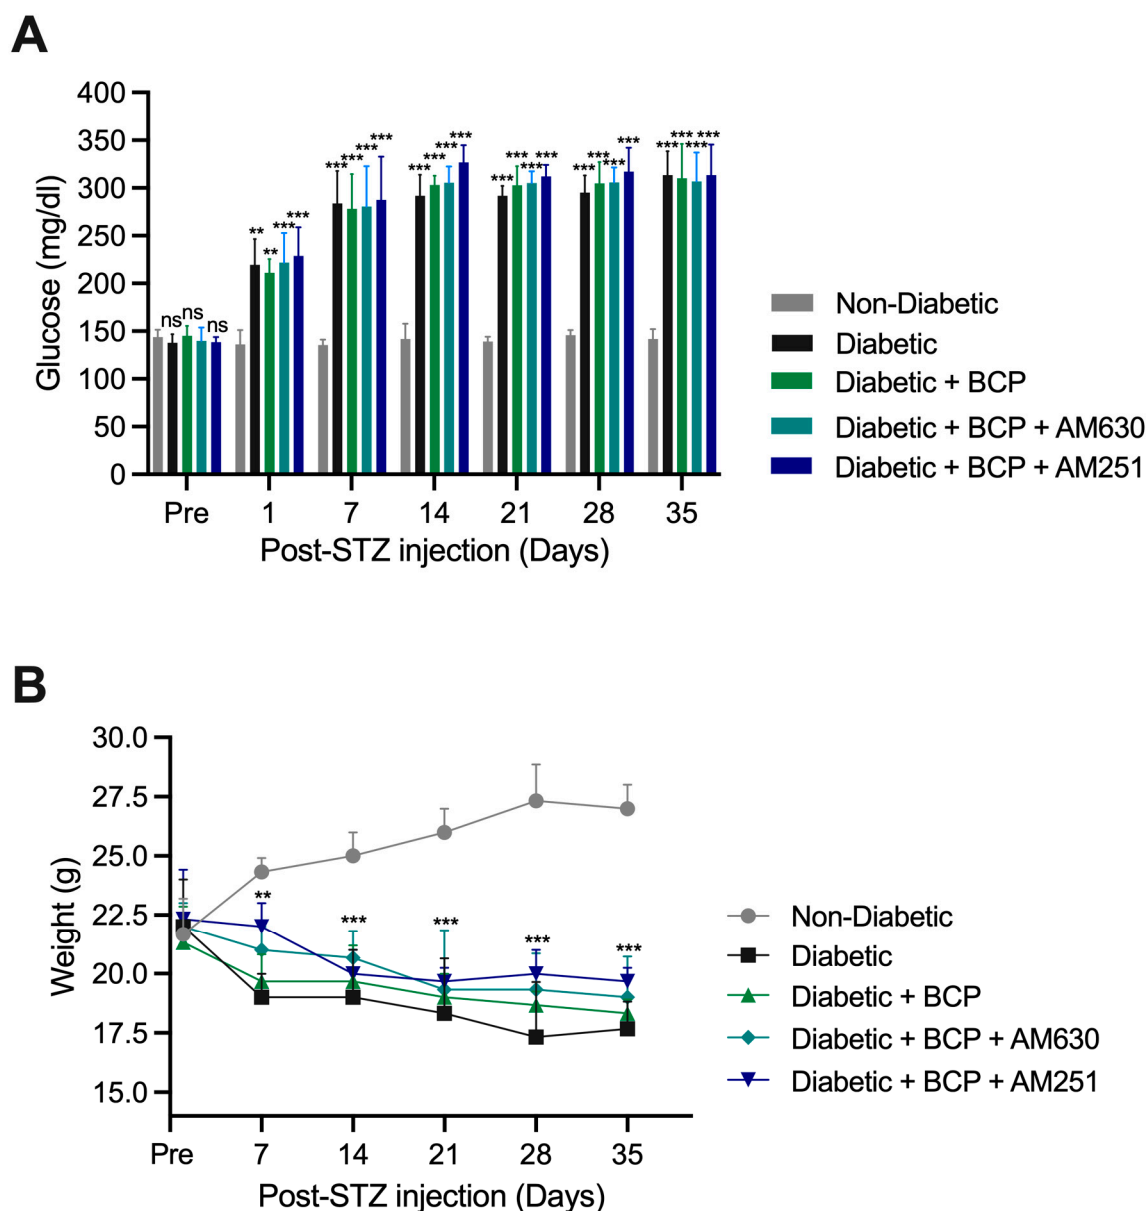 A
400
350
300
250
200
150
100
50
0
Glucose (mg/dl)
ns ns ns
** ** *** ***
*** *** *** ***
*** *** *** ***
*** *** *** ***
*** *** *** ***
*** *** *** ***
Pre 1 7 14 21 28 35
Post-STZ injection (Days)
Non-Diabetic
Diabetic
Diabetic + BCP
Diabetic + BCP + AM630
Diabetic + BCP + AM251
B
30.0
27.5
25.0
22.5
20.0
17.5
15.0
Weight (g)
** *** *** *** ***
Pre 7 14 21 28 35
Post-STZ injection (Days)
Non-Diabetic
Diabetic
Diabetic + BCP
Diabetic + BCP + AM630
Diabetic + BCP + AM251